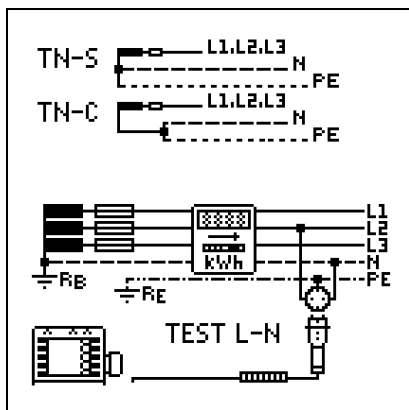 TN-S L1,L2,L3
N
PE
TN-C L1,L2,L3
N
PE
L1
8888 L2
L3
kWh N
RB PE
RE
TEST L-N